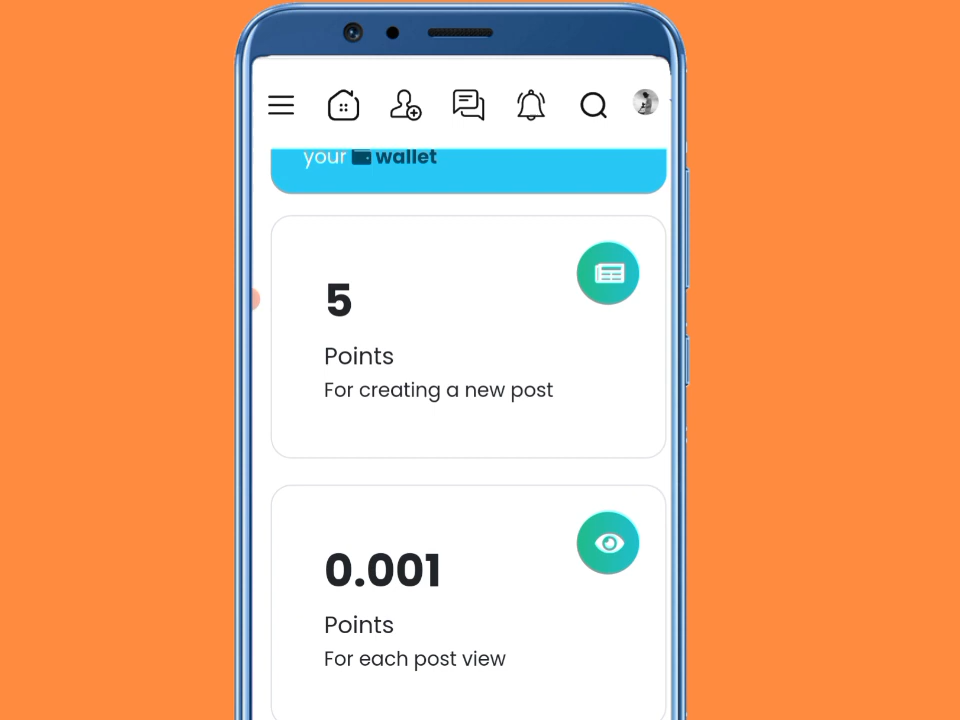 your wallet
5
Points
For creating a new post
0.001
Points
For each post view